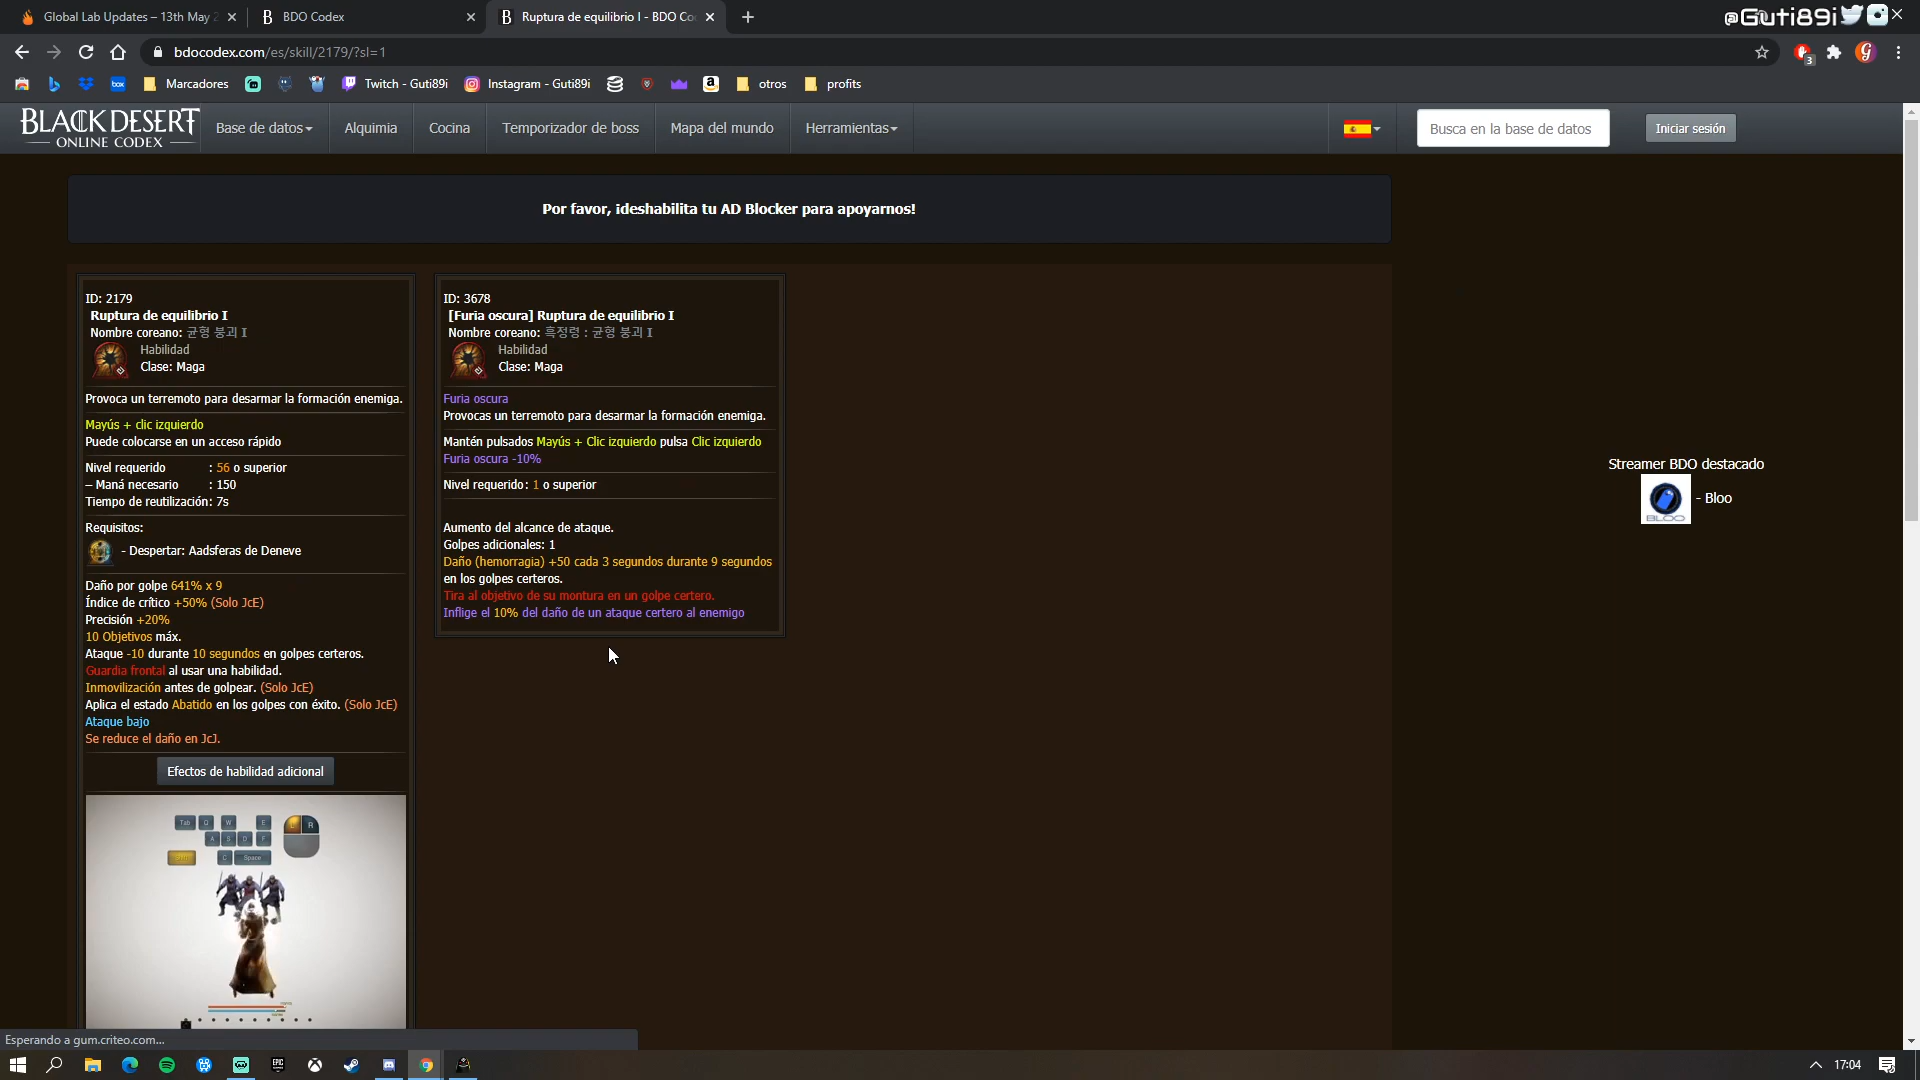 Global Lab Updates – 13th May 2
BDO Codex
Ruptura de equilibrio I - BDO Co
@Guti89i
bdocodex.com/es/skill/2179/?sl=1
3
box
Marcadores
Twitch - Guti89i
Instagram - Guti89i
otros
profits
BLACK DESERT
ONLINE CODEX
Base de datos
Alquimia
Cocina
Temporizador de boss
Mapa del mundo
Herramientas
Busca en la base de datos
Iniciar sesión
Por favor, ¡deshabilita tu AD Blocker para apoyarnos!
ID: 2179
Ruptura de equilibrio I
Nombre coreano: 균형 붕괴 I
Habilidad
Clase: Maga
Provoca un terremoto para desarmar la formación enemiga.
Mayús + clic izquierdo
Puede colocarse en un acceso rápido
Nivel requerido : 56 o superior
– Maná necesario : 150
Tiempo de reutilización: 7s
Requisitos:
- Despertar: Aadsferas de Deneve
Daño por golpe 641% x 9
Índice de crítico +50% (Solo JcE)
Precisión +20%
10 Objetivos máx.
Ataque -10 durante 10 segundos en golpes certeros.
Guardia frontal al usar una habilidad.
Inmovilización antes de golpear. (Solo JcE)
Aplica el estado Abatido en los golpes con éxito. (Solo JcE)
Ataque bajo
Se reduce el daño en JcJ.
Efectos de habilidad adicional
Tab Q W E
L R
A S D F
Shift C Space
ID: 3678
[Furia oscura] Ruptura de equilibrio I
Nombre coreano: 흑정령 : 균형 붕괴 I
Habilidad
Clase: Maga
Furia oscura
Provocas un terremoto para desarmar la formación enemiga.
Mantén pulsados Mayús + Clic izquierdo pulsa Clic izquierdo
Furia oscura -10%
Nivel requerido: 1 o superior
Aumento del alcance de ataque.
Golpes adicionales: 1
Daño (hemorragia) +50 cada 3 segundos durante 9 segundos
en los golpes certeros.
Tira al objetivo de su montura en un golpe certero.
Inflige el 10% del daño de un ataque certero al enemigo
Streamer BDO destacado
BLOO
- Bloo
Esperando a gum.criteo.com...
EPIC
17:04